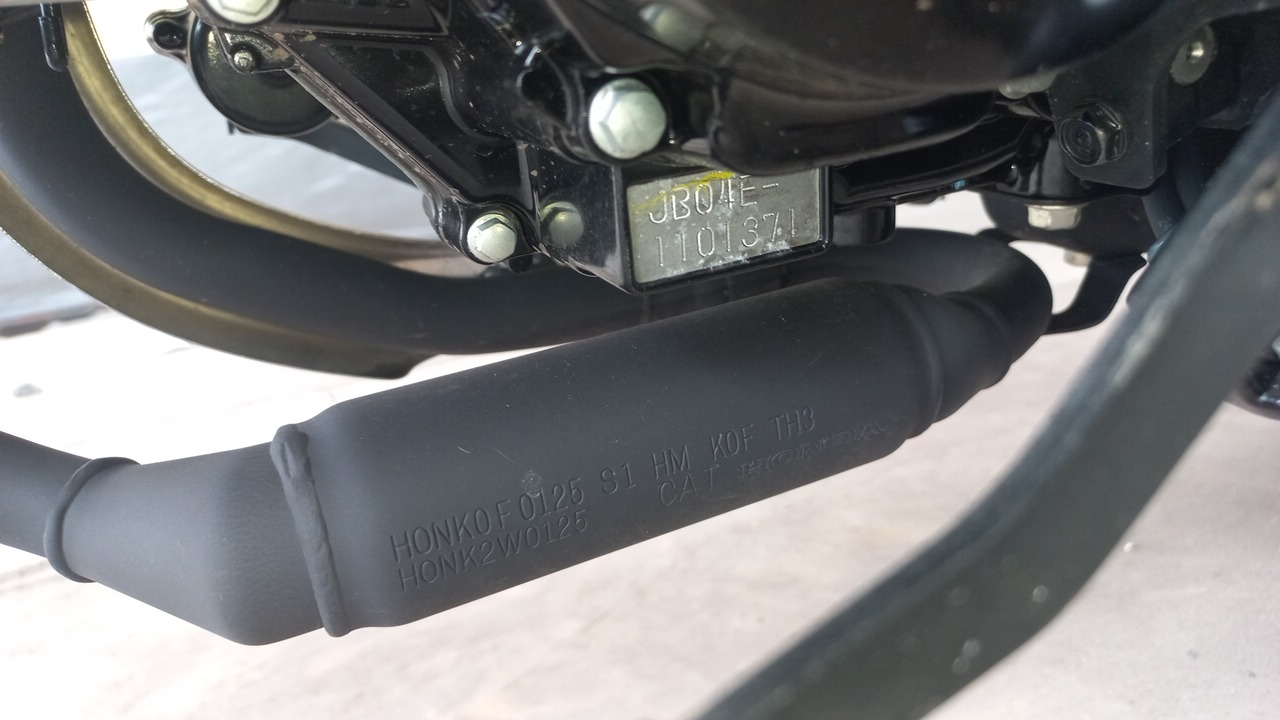 JB04E-
1101371
HONK0F0125 S1 HM K0F TH3
HONK2W0125 CAT HONDA